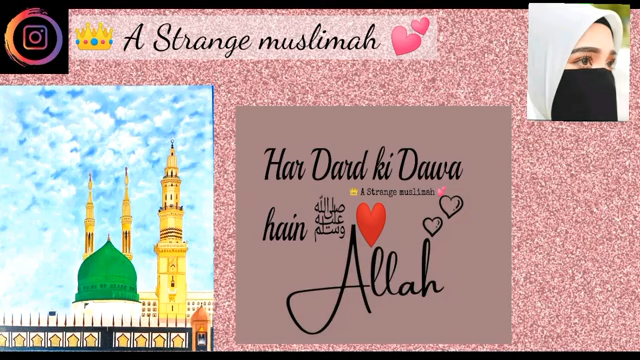 👑 A Strange muslimah 💕
Har Dard ki Dawa
👑 A Strange muslimah 💕
hain ﷺ ❤️
Allah